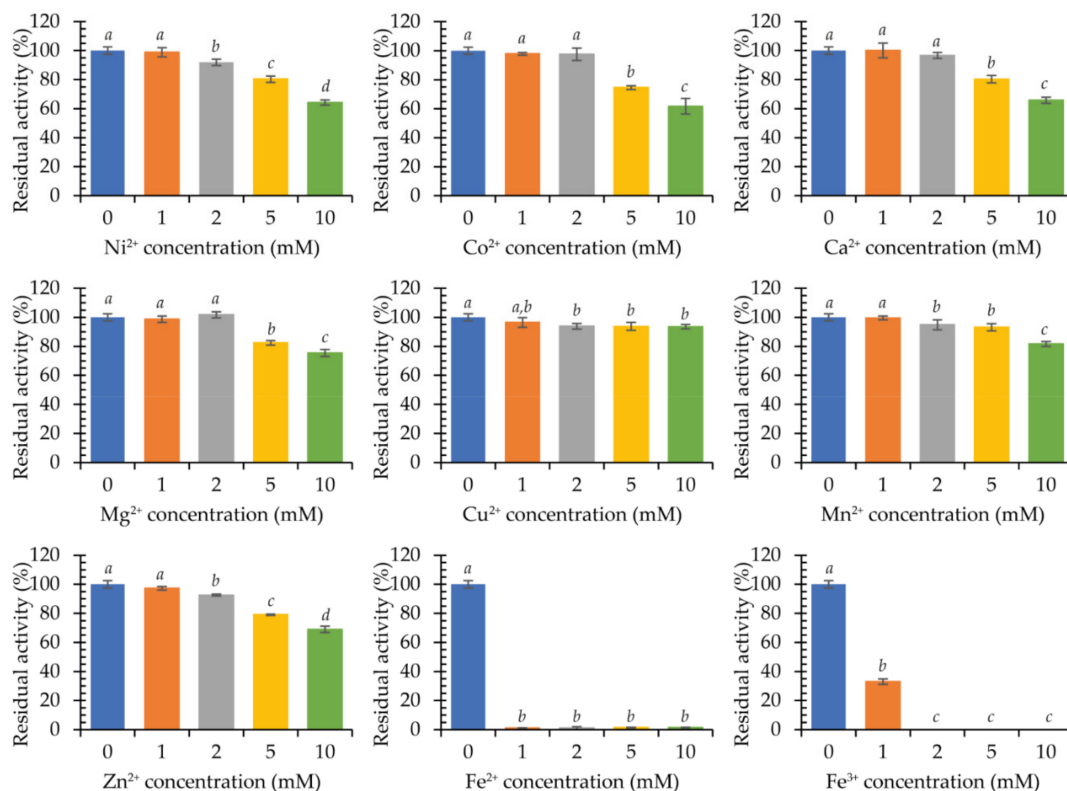 120 120 120
a a b c d
a a a b c
a a a b c
100 100 100
80 80 80
60 60 60
40 40 40
20 20 20
0 0 0
Residual activity (%) Residual activity (%) Residual activity (%)
0 1 2 5 10 0 1 2 5 10 0 1 2 5 10
Ni²⁺ concentration (mM) Co²⁺ concentration (mM) Ca²⁺ concentration (mM)
120 120 120
a a a b c
a a,b b b b
a a b b c
100 100 100
80 80 80
60 60 60
40 40 40
20 20 20
0 0 0
Residual activity (%) Residual activity (%) Residual activity (%)
0 1 2 5 10 0 1 2 5 10 0 1 2 5 10
Mg²⁺ concentration (mM) Cu²⁺ concentration (mM) Mn²⁺ concentration (mM)
120 120 120
a a b c d
a b b b b
a b c c c
100 100 100
80 80 80
60 60 60
40 40 40
20 20 20
0 0 0
Residual activity (%) Residual activity (%) Residual activity (%)
0 1 2 5 10 0 1 2 5 10 0 1 2 5 10
Zn²⁺ concentration (mM) Fe²⁺ concentration (mM) Fe³⁺ concentration (mM)